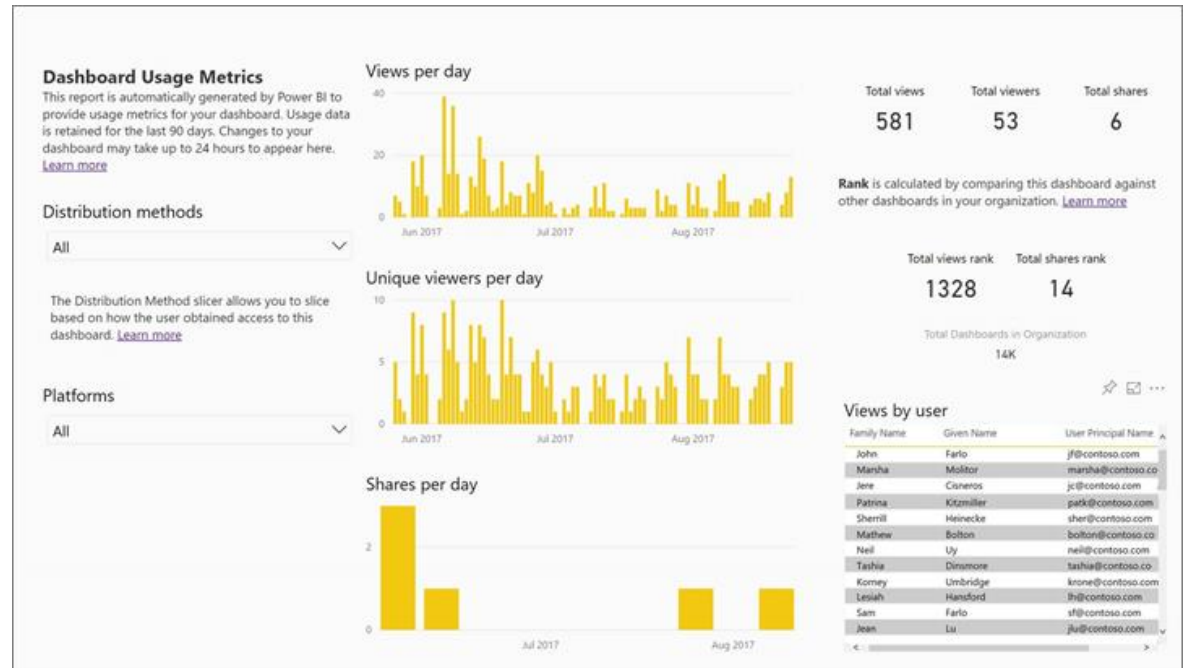 Dashboard Usage Metrics
This report is automatically generated by Power BI to
provide usage metrics for your dashboard. Usage data
is retained for the last 90 days. Changes to your
dashboard may take up to 24 hours to appear here.
Learn more
Distribution methods
All
The Distribution Method slicer allows you to slice
based on how the user obtained access to this
dashboard. Learn more
Platforms
All
Views per day
40
20
0
Jun 2017 Jul 2017 Aug 2017
Unique viewers per day
10
5
0
Jun 2017 Jul 2017 Aug 2017
Shares per day
2
0
Jul 2017 Aug 2017
Total views Total viewers Total shares
581 53 6
Rank is calculated by comparing this dashboard against
other dashboards in your organization. Learn more
Total views rank Total shares rank
1328 14
Total Dashboards in Organization
14K
Views by user
Family Name Given Name User Principal Name
John Farlo jf@contoso.com
Marsha Molitor marsha@contoso.co
Jere Cisneros jc@contoso.com
Patrina Kitzmiller patk@contoso.com
Sherrill Heinecke sher@contoso.com
Mathew Bolton bolton@contoso.co
Neil Uy neil@contoso.com
Tashia Dinsmore tashia@contoso.co
Korney Umbridge krone@contoso.com
Lesiah Hansford lh@contoso.com
Sam Farlo sf@contoso.com
Jean Lu jlu@contoso.com